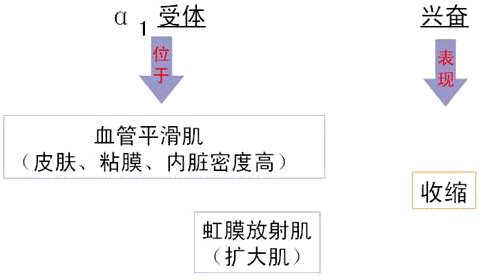 α1受体
兴奋
位于
表现
血管平滑肌
（皮肤、粘膜、内脏密度高）
收缩
虹膜放射肌
（扩大肌）